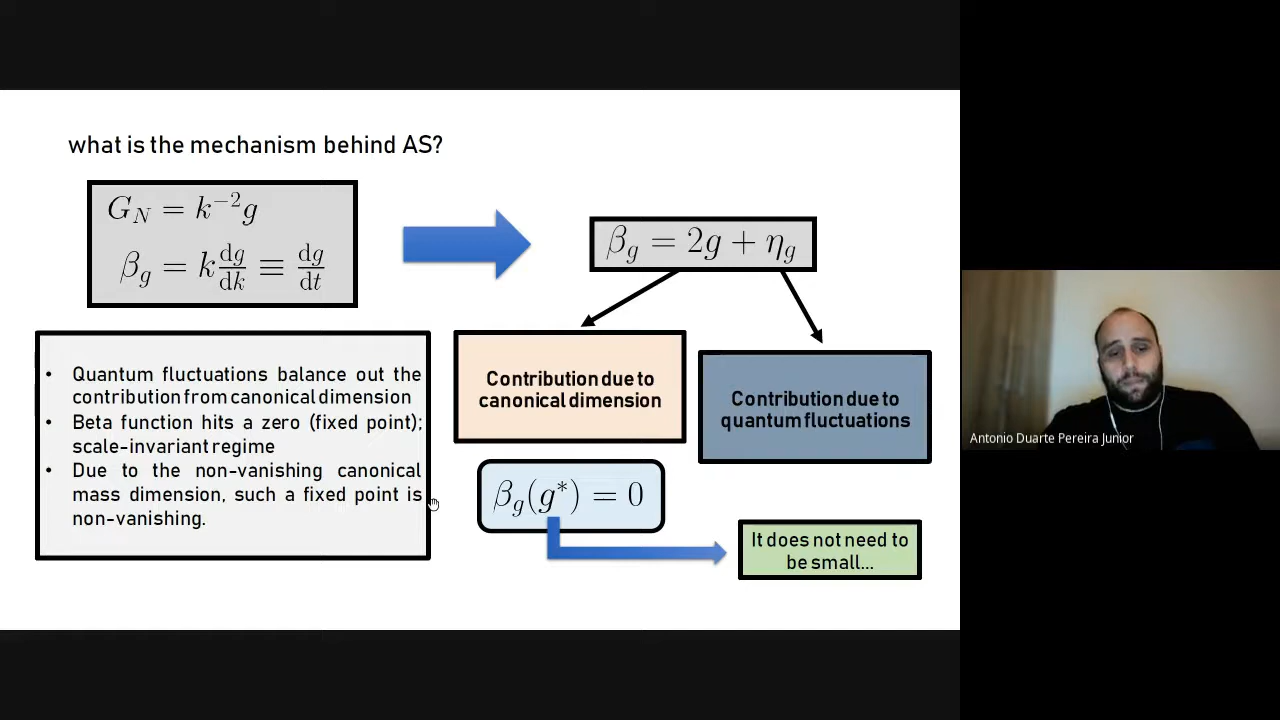 what is the mechanism behind AS?
G_N = k^{-2}g
β_g = k dg/dk ≡ dg/dt
β_g = 2g + η_g
• Quantum fluctuations balance out the
contribution from canonical dimension
• Beta function hits a zero (fixed point);
scale-invariant regime
• Due to the non-vanishing canonical
mass dimension, such a fixed point is
non-vanishing.
Contribution due to
canonical dimension
Contribution due to
quantum fluctuations
β_g(g*) = 0
It does not need to
be small...
Antonio Duarte Pereira Junior